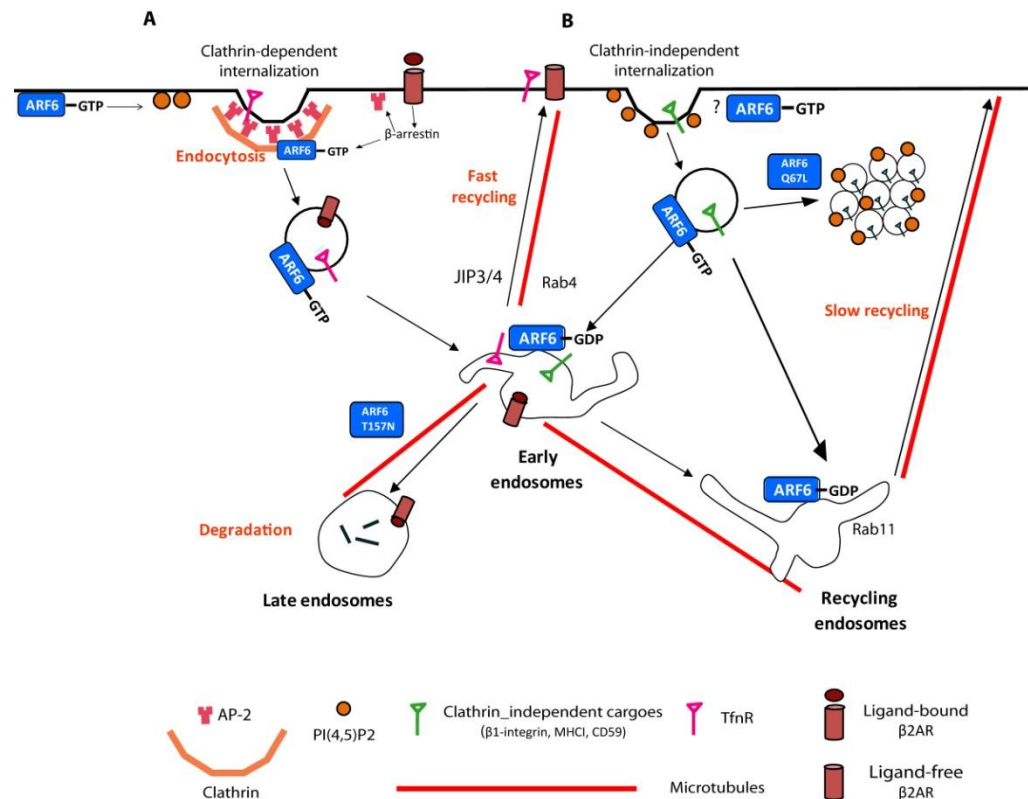 A
B
Clathrin-dependent
internalization
Clathrin-independent
internalization
ARF6
GTP
? ARF6
GTP
β-arrestin
Endocytosis
ARF6
GTP
Fast
recycling
ARF6
Q67L
ARF6
GTP
ARF6
GTP
JIP3/4
Rab4
Slow recycling
ARF6
GDP
ARF6
T157N
Early
endosomes
ARF6
GDP
Rab11
Degradation
Late endosomes
Recycling
endosomes
AP-2
PI(4,5)P2
Clathrin_independent cargoes
(β1-integrin, MHCI, CD59)
TfnR
Ligand-bound
β2AR
Clathrin
Microtubules
Ligand-free
β2AR